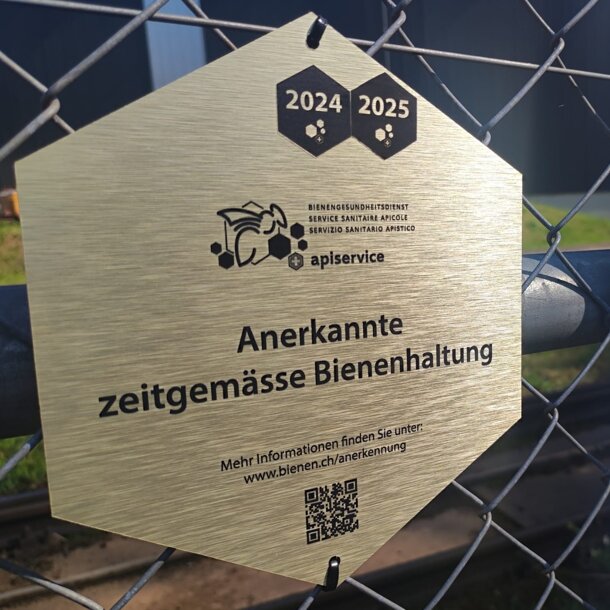 2024 2025
BIENENGESUNDHEITSDIENST
SERVICE SANITAIRE APICOLE
SERVIZIO SANITARIO APISTICO
apiservice
Anerkannte
zeitgemässe Bienenhaltung
Mehr Informationen finden Sie unter:
www.bienen.ch/anerkennung